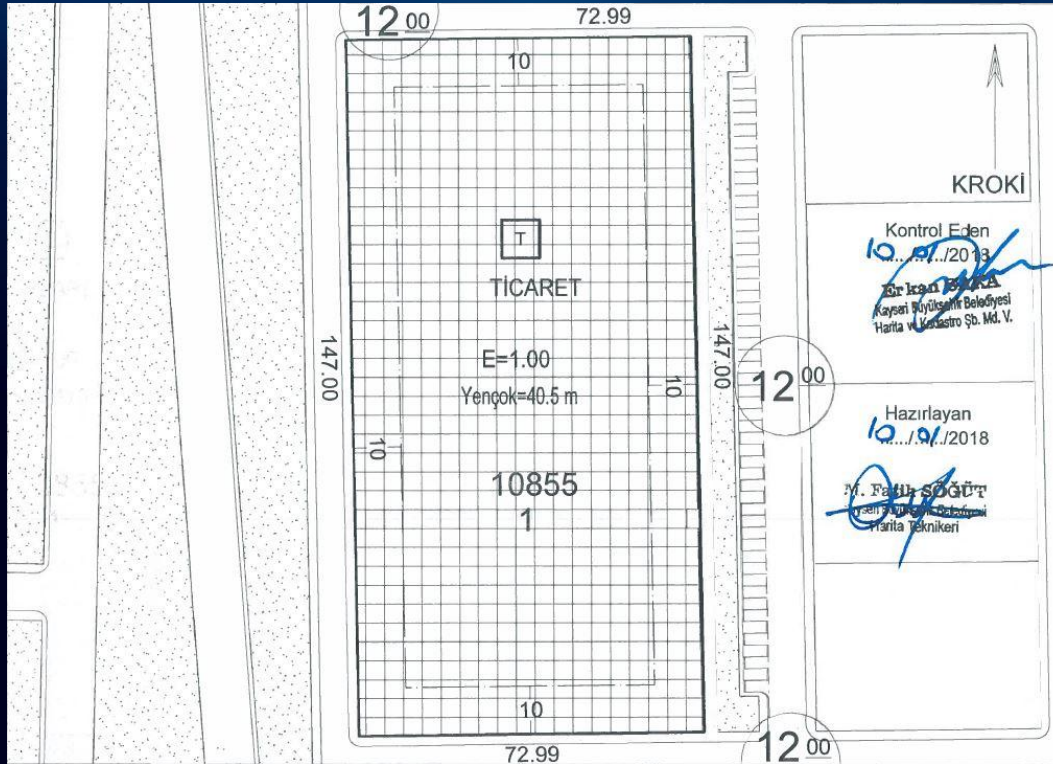 12 00
72.99
10
KROKİ
Kontrol Eden
10/01/2018
Erkan
Kayseri Büyükşehir Belediyesi
Harita ve Kadastro Şb. Md. V.
T
TİCARET
147.00
147.00
E=1.00
Yençok=40.5 m
10
12 00
10
Hazırlayan
10/01/2018
10855
1
M. Fatih SÖĞÜT
Harita Teknikeri
10
72.99
12 00